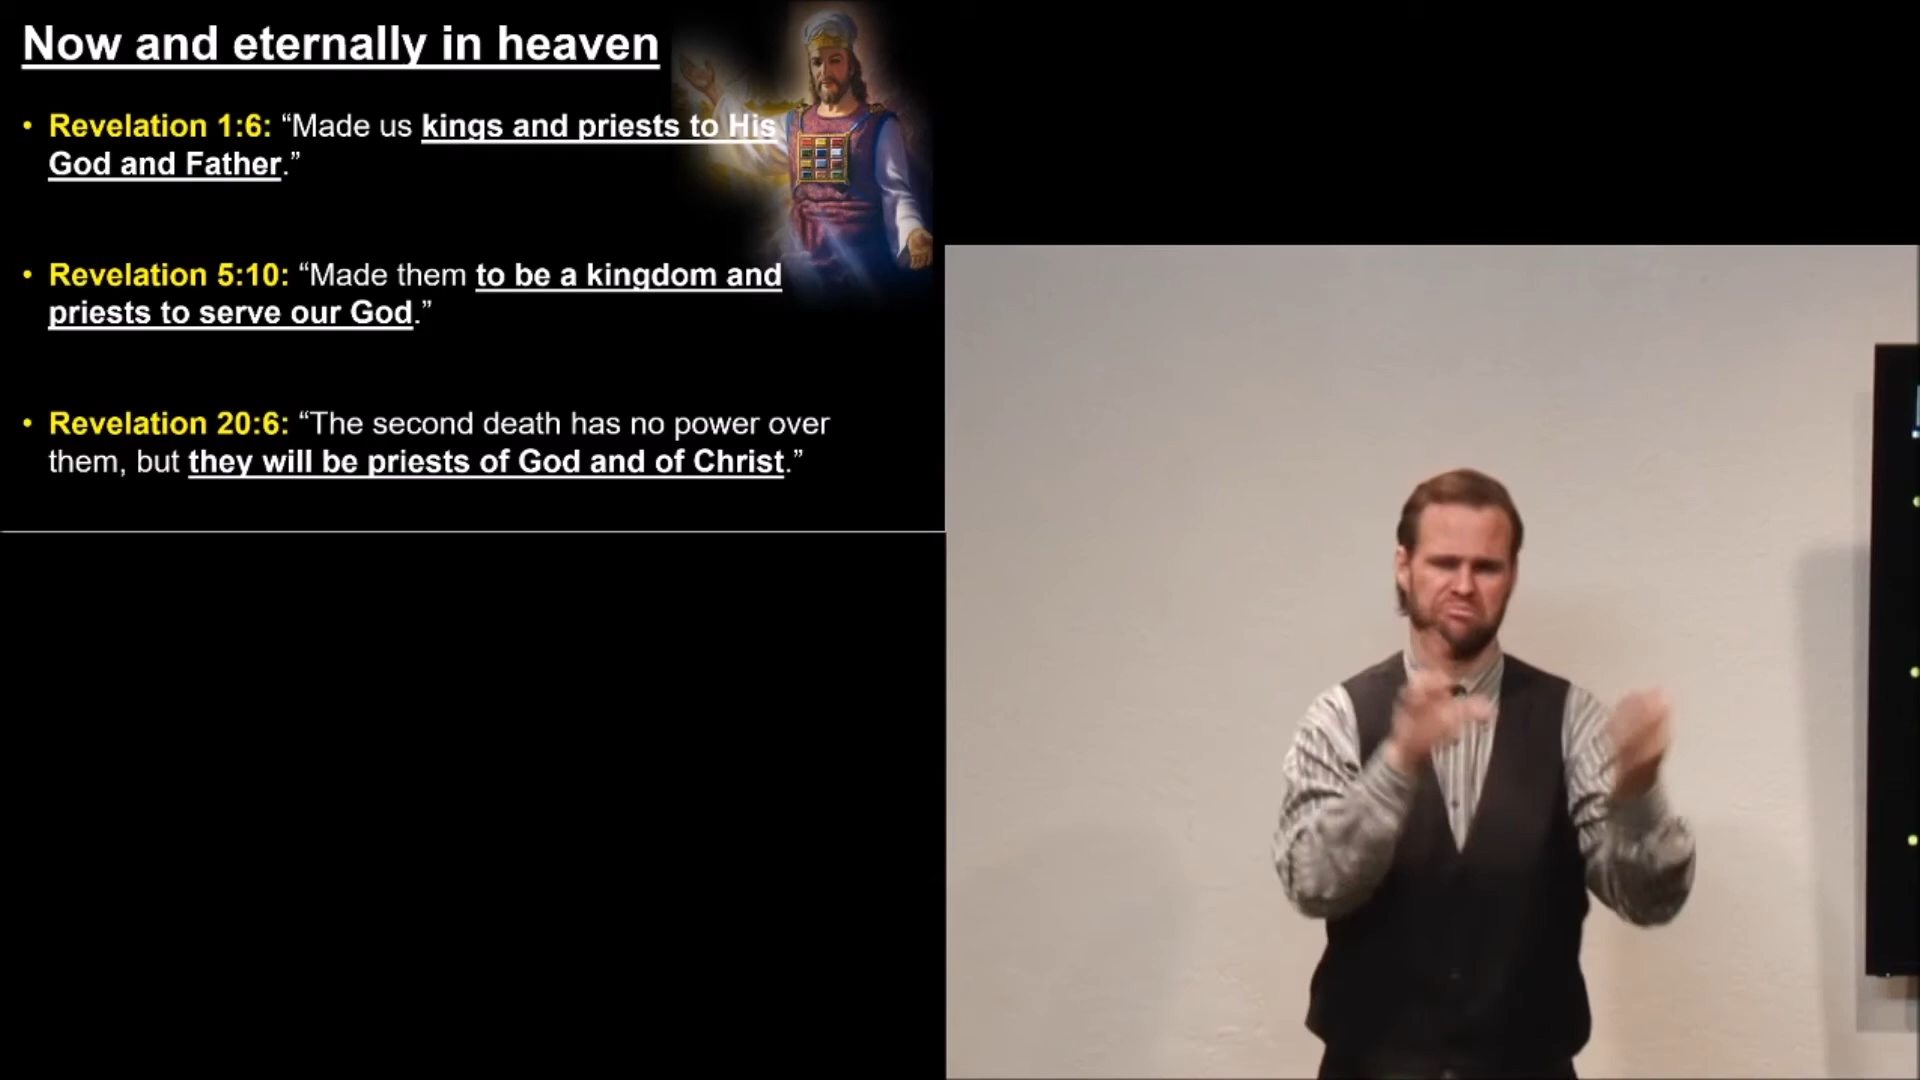 Now and eternally in heaven
• Revelation 1:6: “Made us kings and priests to His
God and Father.”
• Revelation 5:10: “Made them to be a kingdom and
priests to serve our God.”
• Revelation 20:6: “The second death has no power over
them, but they will be priests of God and of Christ.”